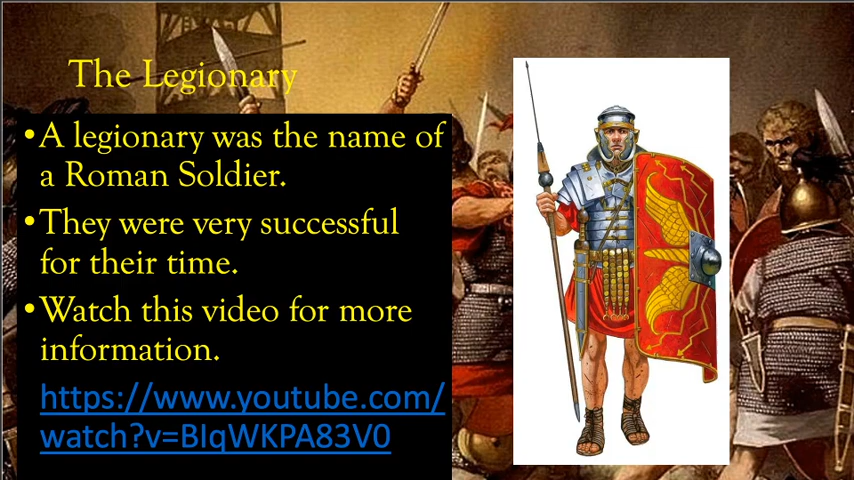 The Legionary
•A legionary was the name of
a Roman Soldier.
•They were very successful
for their time.
•Watch this video for more
information.
https://www.youtube.com/
watch?v=BIqWKPA83V0